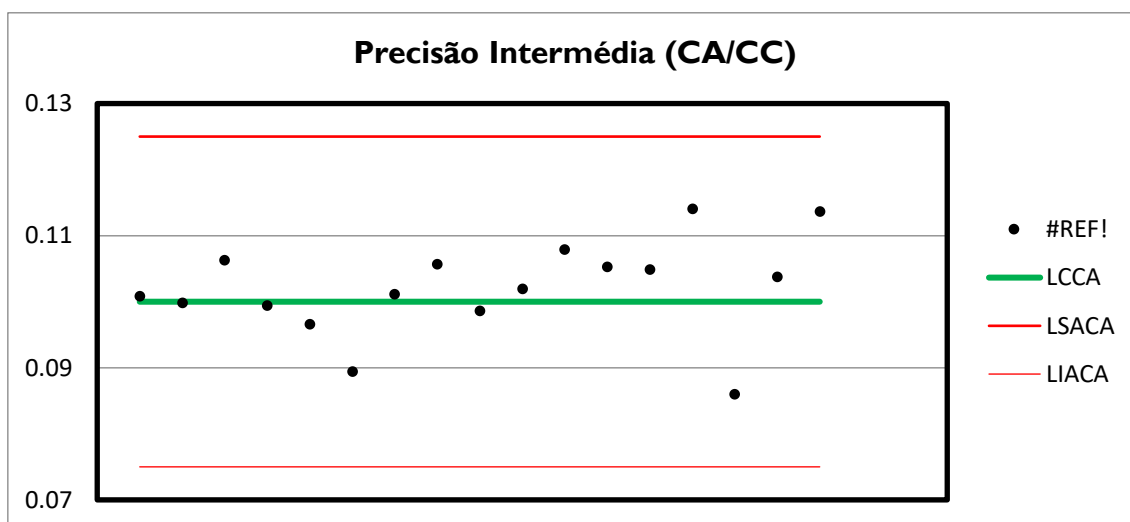 Precisão Intermédia (CA/CC)
0.13
0.11
0.09
0.07
#REF!
LCCA
LSACA
LIACA